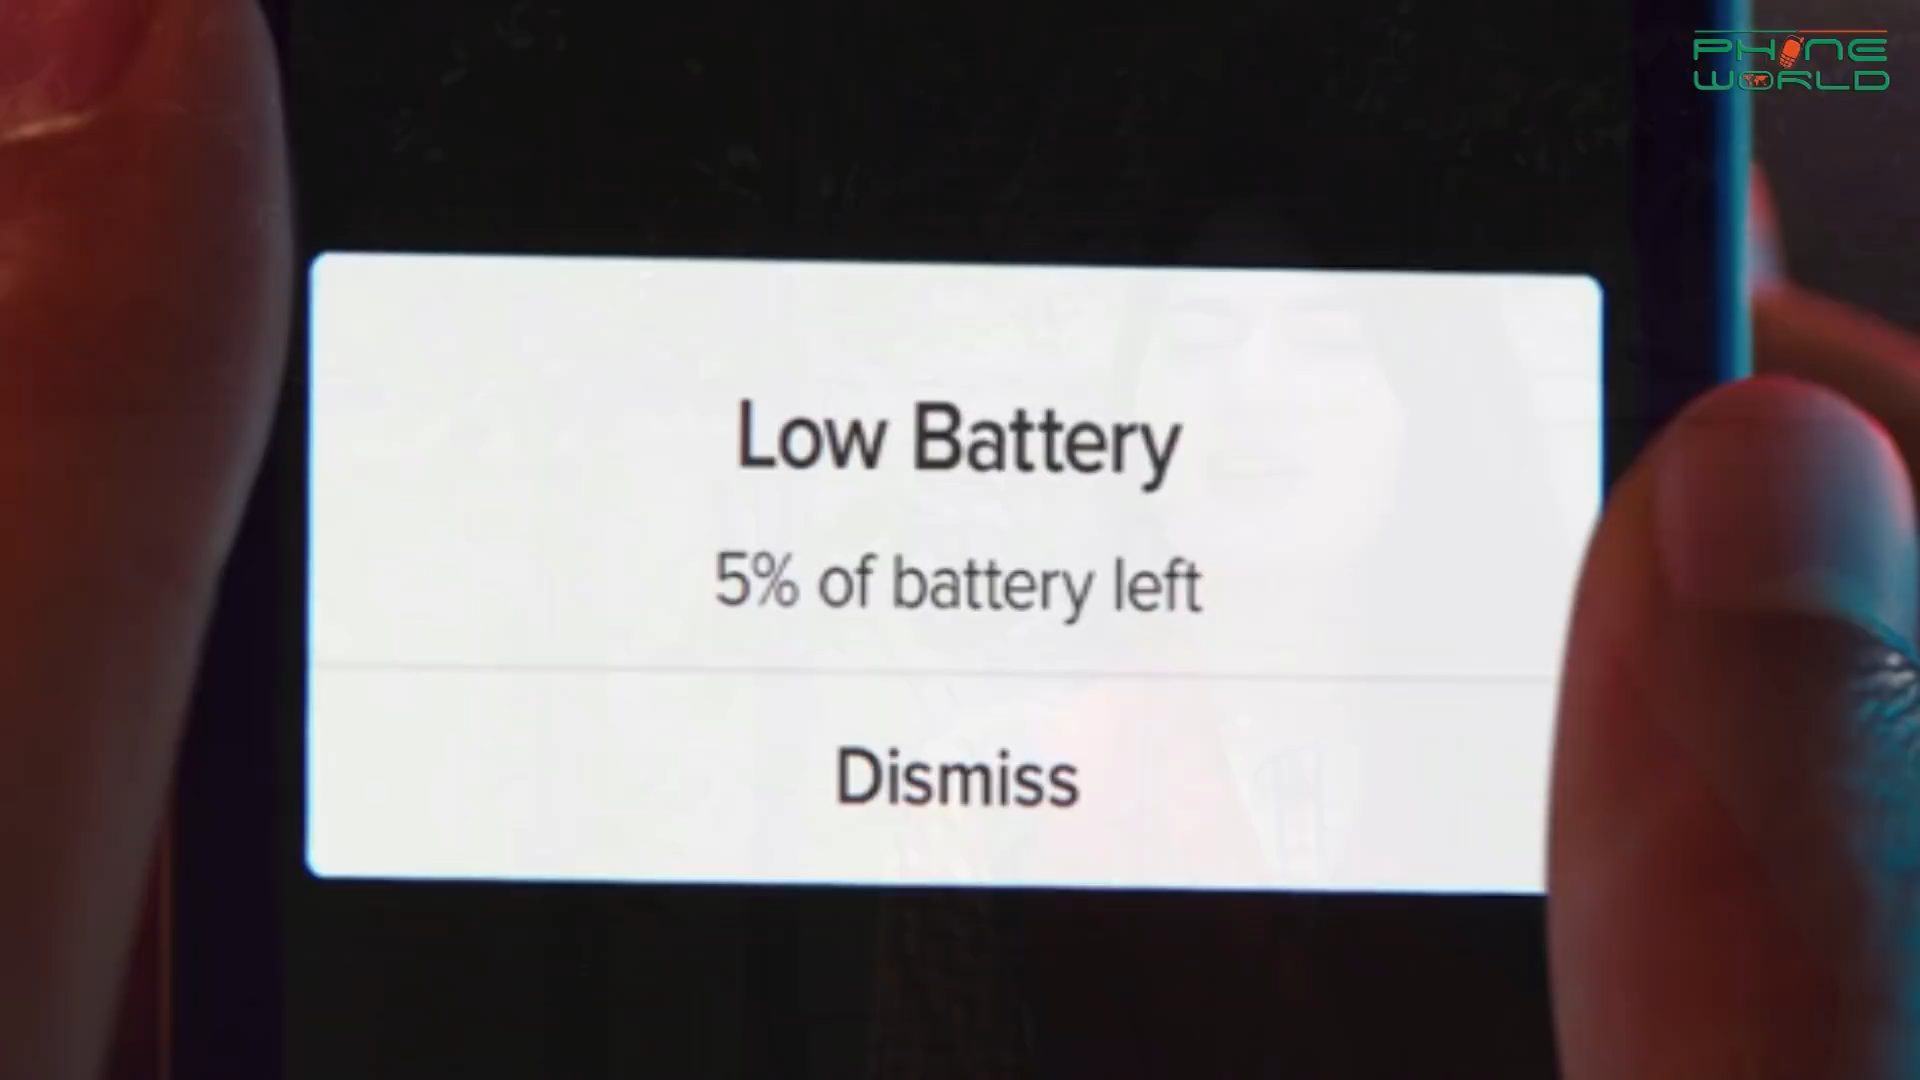 PHONE
WORLD
Low Battery
5% of battery left
Dismiss